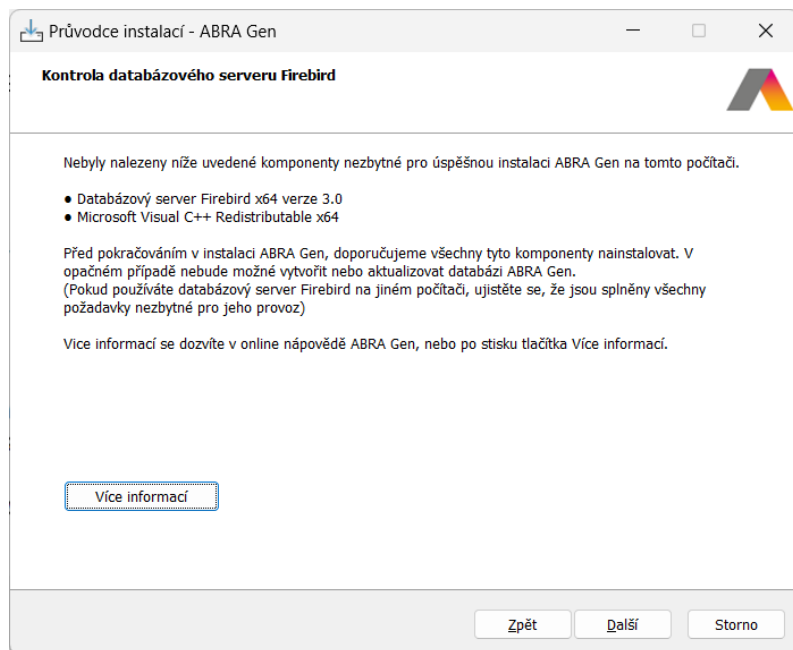 Průvodce instalací - ABRA Gen
Kontrola databázového serveru Firebird
Nebyly nalezeny níže uvedené komponenty nezbytné pro úspěšnou instalaci ABRA Gen na tomto počítači.
● Databázový server Firebird x64 verze 3.0
● Microsoft Visual C++ Redistributable x64
Před pokračováním v instalaci ABRA Gen, doporučujeme všechny tyto komponenty nainstalovat. V
opačném případě nebude možné vytvořit nebo aktualizovat databázi ABRA Gen.
(Pokud používáte databázový server Firebird na jiném počítači, ujistěte se, že jsou splněny všechny
požadavky nezbytné pro jeho provoz)
Vice informací se dozvíte v online nápovědě ABRA Gen, nebo po stisku tlačítka Více informací.
Více informací
Zpět
Další
Storno